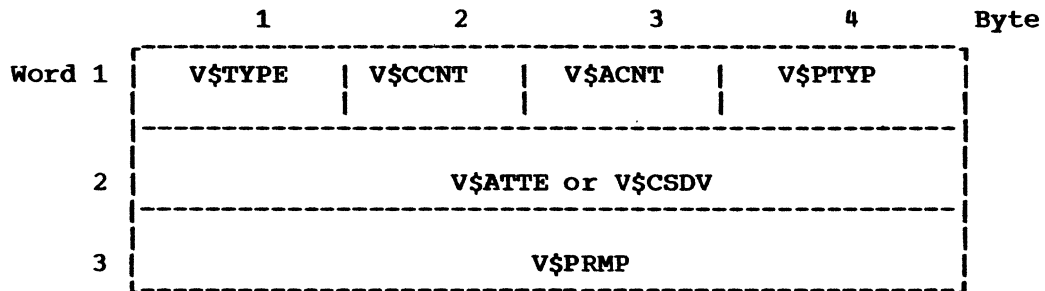 1 2 3 4 Byte
Word 1 V$TYPE V$CCNT V$ACNT V$PTYP
2 V$ATTE or V$CSDV
3 V$PRMP